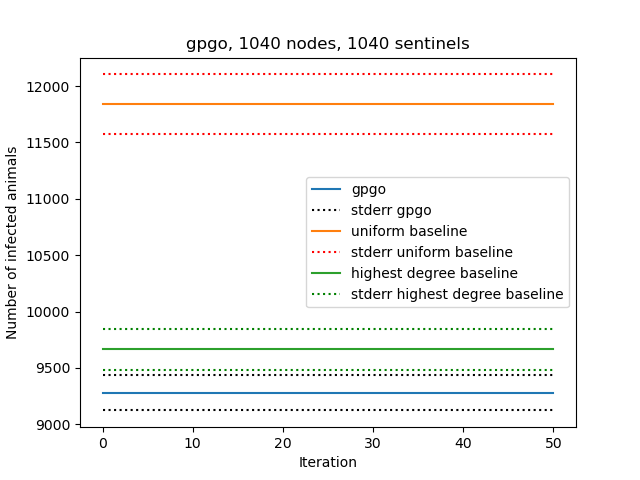 gpgo, 1040 nodes, 1040 sentinels
Number of infected animals
12000
11500
11000
10500
10000
9500
9000
gpgo
stderr gpgo
uniform baseline
stderr uniform baseline
highest degree baseline
stderr highest degree baseline
0 10 20 30 40 50
Iteration